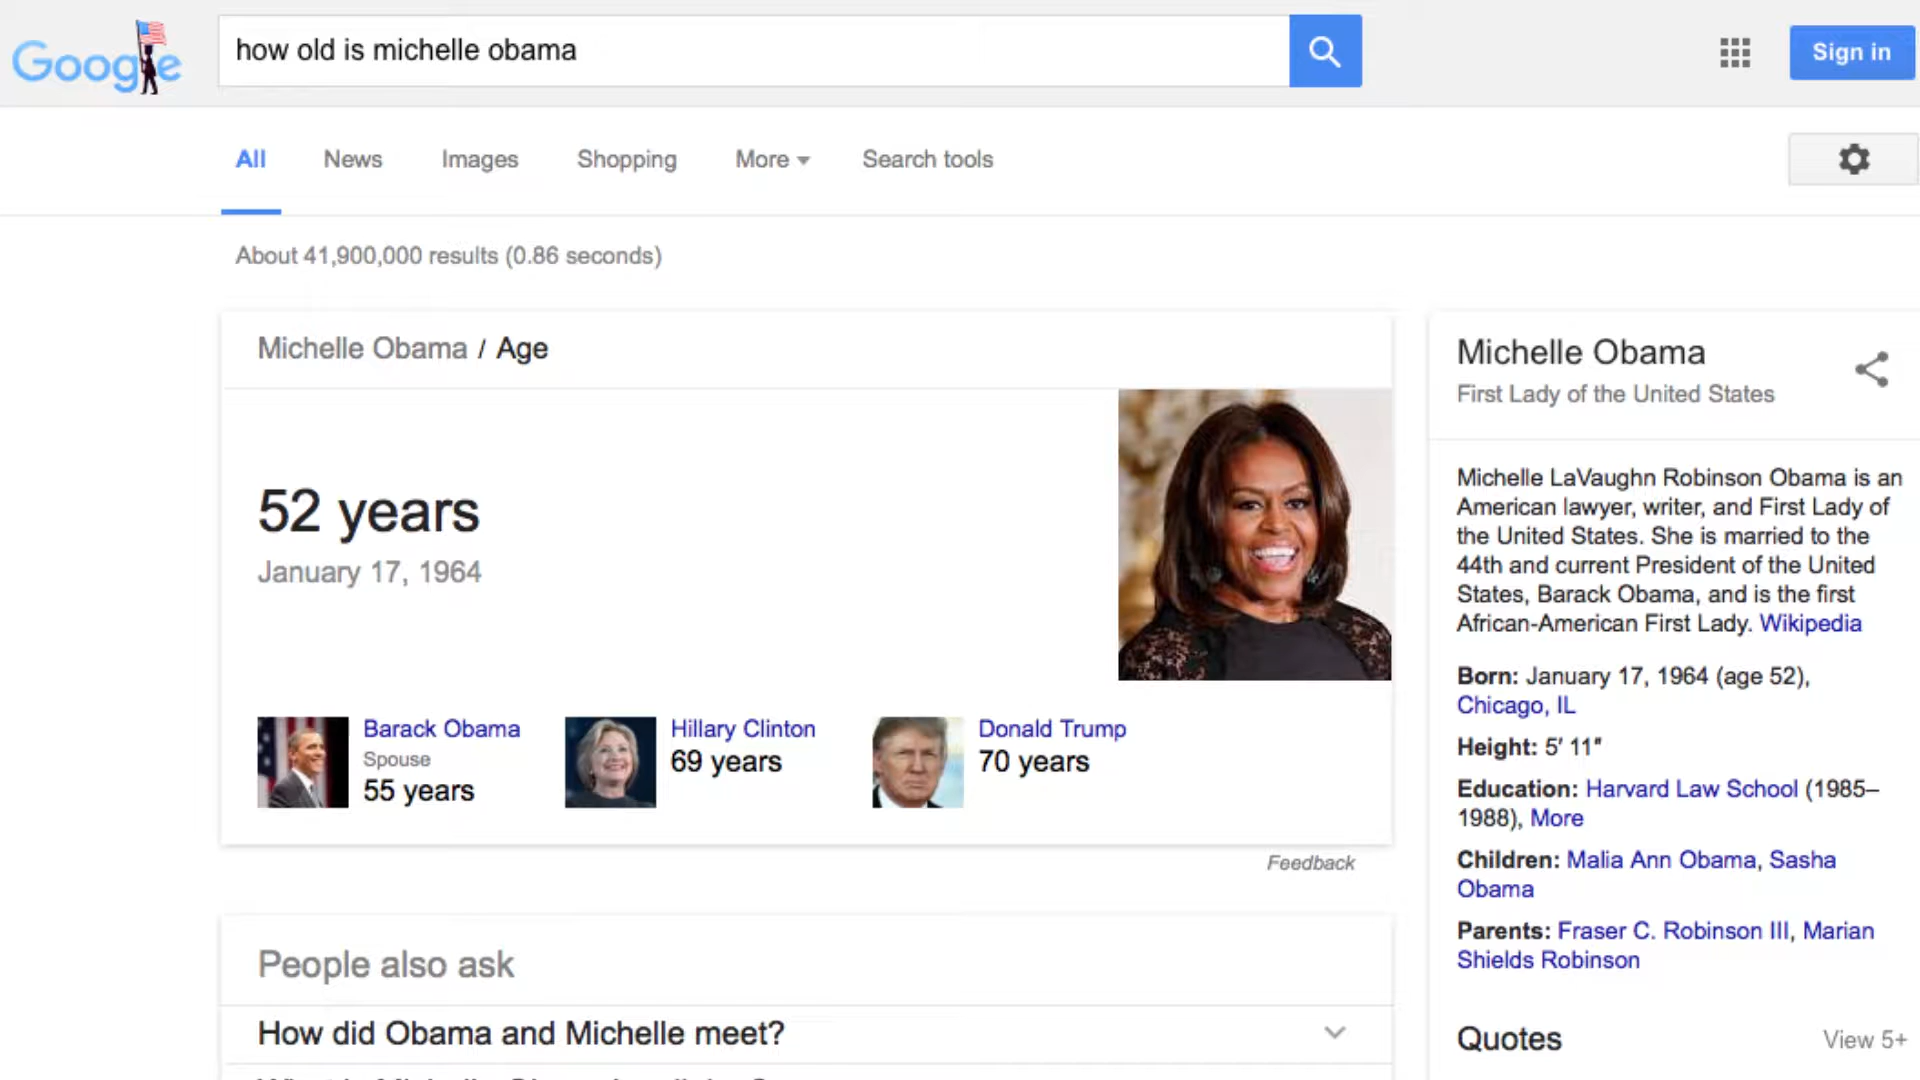 Google
how old is michelle obama
Sign in
All News Images Shopping More Search tools
About 41,900,000 results (0.86 seconds)
Michelle Obama / Age
52 years
January 17, 1964
Barack Obama
Spouse
55 years
Hillary Clinton
69 years
Donald Trump
70 years
Feedback
People also ask
How did Obama and Michelle meet?
Michelle Obama
First Lady of the United States
Michelle LaVaughn Robinson Obama is an
American lawyer, writer, and First Lady of
the United States. She is married to the
44th and current President of the United
States, Barack Obama, and is the first
African-American First Lady. Wikipedia
Born: January 17, 1964 (age 52),
Chicago, IL
Height: 5′ 11″
Education: Harvard Law School (1985–
1988), More
Children: Malia Ann Obama, Sasha
Obama
Parents: Fraser C. Robinson III, Marian
Shields Robinson
Quotes View 5+